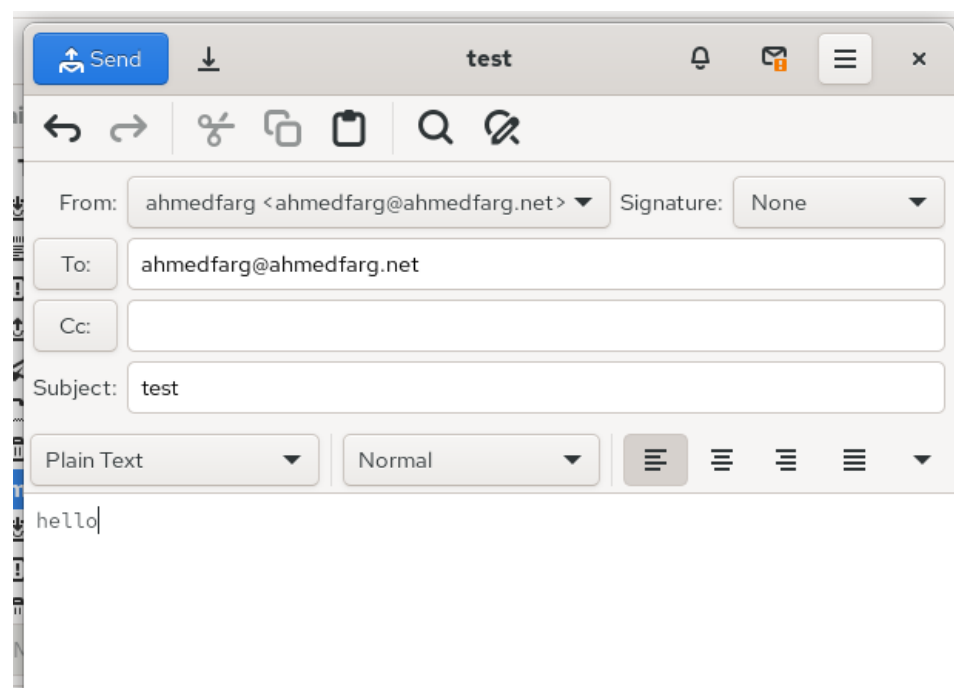 Send
test
From:
ahmedfarg <ahmedfarg@ahmedfarg.net>
Signature:
None
To:
ahmedfarg@ahmedfarg.net
Cc:
Subject:
test
Plain Text
Normal
hello